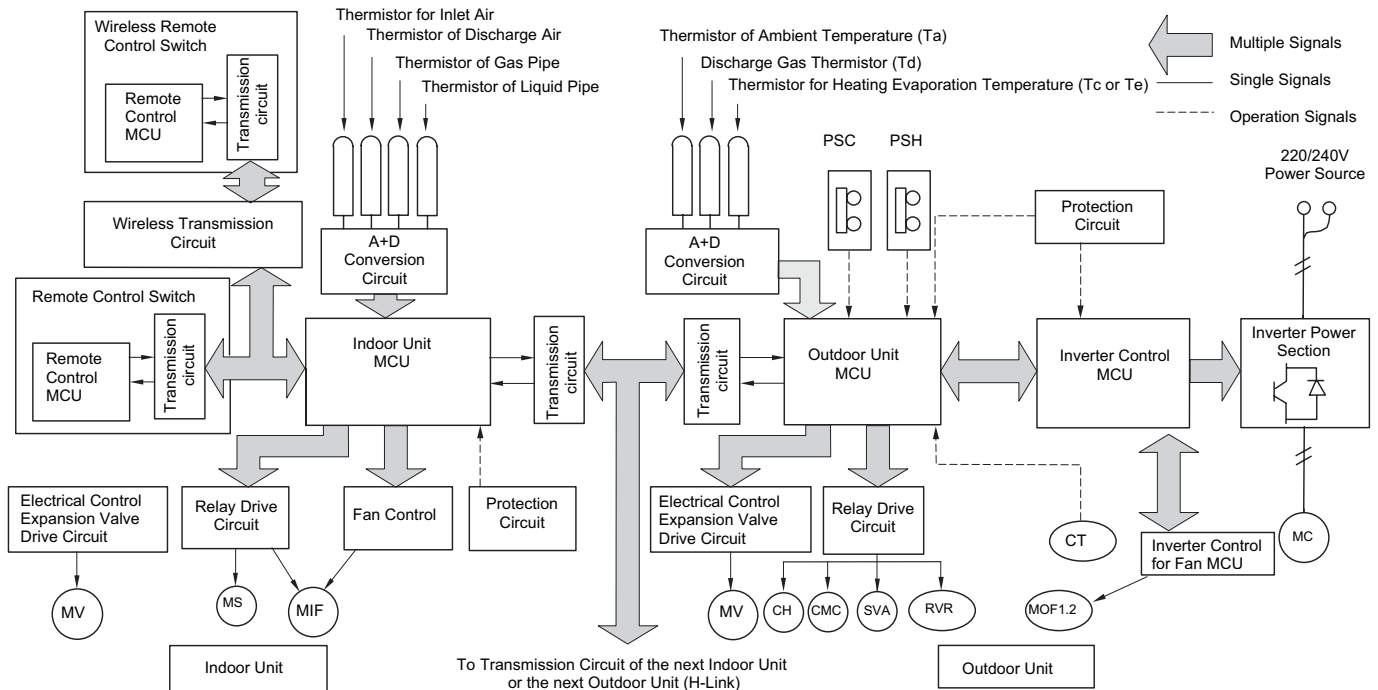 Wireless Remote
Control Switch
Remote
Control
MCU
Transmission
circuit
Wireless Transmission
Circuit
Remote Control Switch
Remote
Control
MCU
Transmission
circuit
Thermistor for Inlet Air
Thermistor of Discharge Air
Thermistor of Gas Pipe
Thermistor of Liquid Pipe
A+D
Conversion
Circuit
Indoor Unit
MCU
Transmission
circuit
Electrical Control
Expansion Valve
Drive Circuit
Relay Drive
Circuit
Fan Control
Protection
Circuit
MV
MS
MIF
Indoor Unit
To Transmission Circuit of the next Indoor Unit
or the next Outdoor Unit (H-Link)
Thermistor of Ambient Temperature (Ta)
Discharge Gas Thermistor (Td)
Thermistor for Heating Evaporation Temperature (Tc or Te)
A+D
Conversion
Circuit
PSC
PSH
Transmission
circuit
Outdoor Unit
MCU
Protection
Circuit
Inverter Control
MCU
Electrical Control
Expansion Valve
Drive Circuit
Relay Drive
Circuit
MV
CH
CMC
SVA
RVR
CT
Inverter Control
for Fan MCU
MOF1.2
Outdoor Unit
Multiple Signals
Single Signals
Operation Signals
220/240V
Power Source
Inverter Power
Section
MC